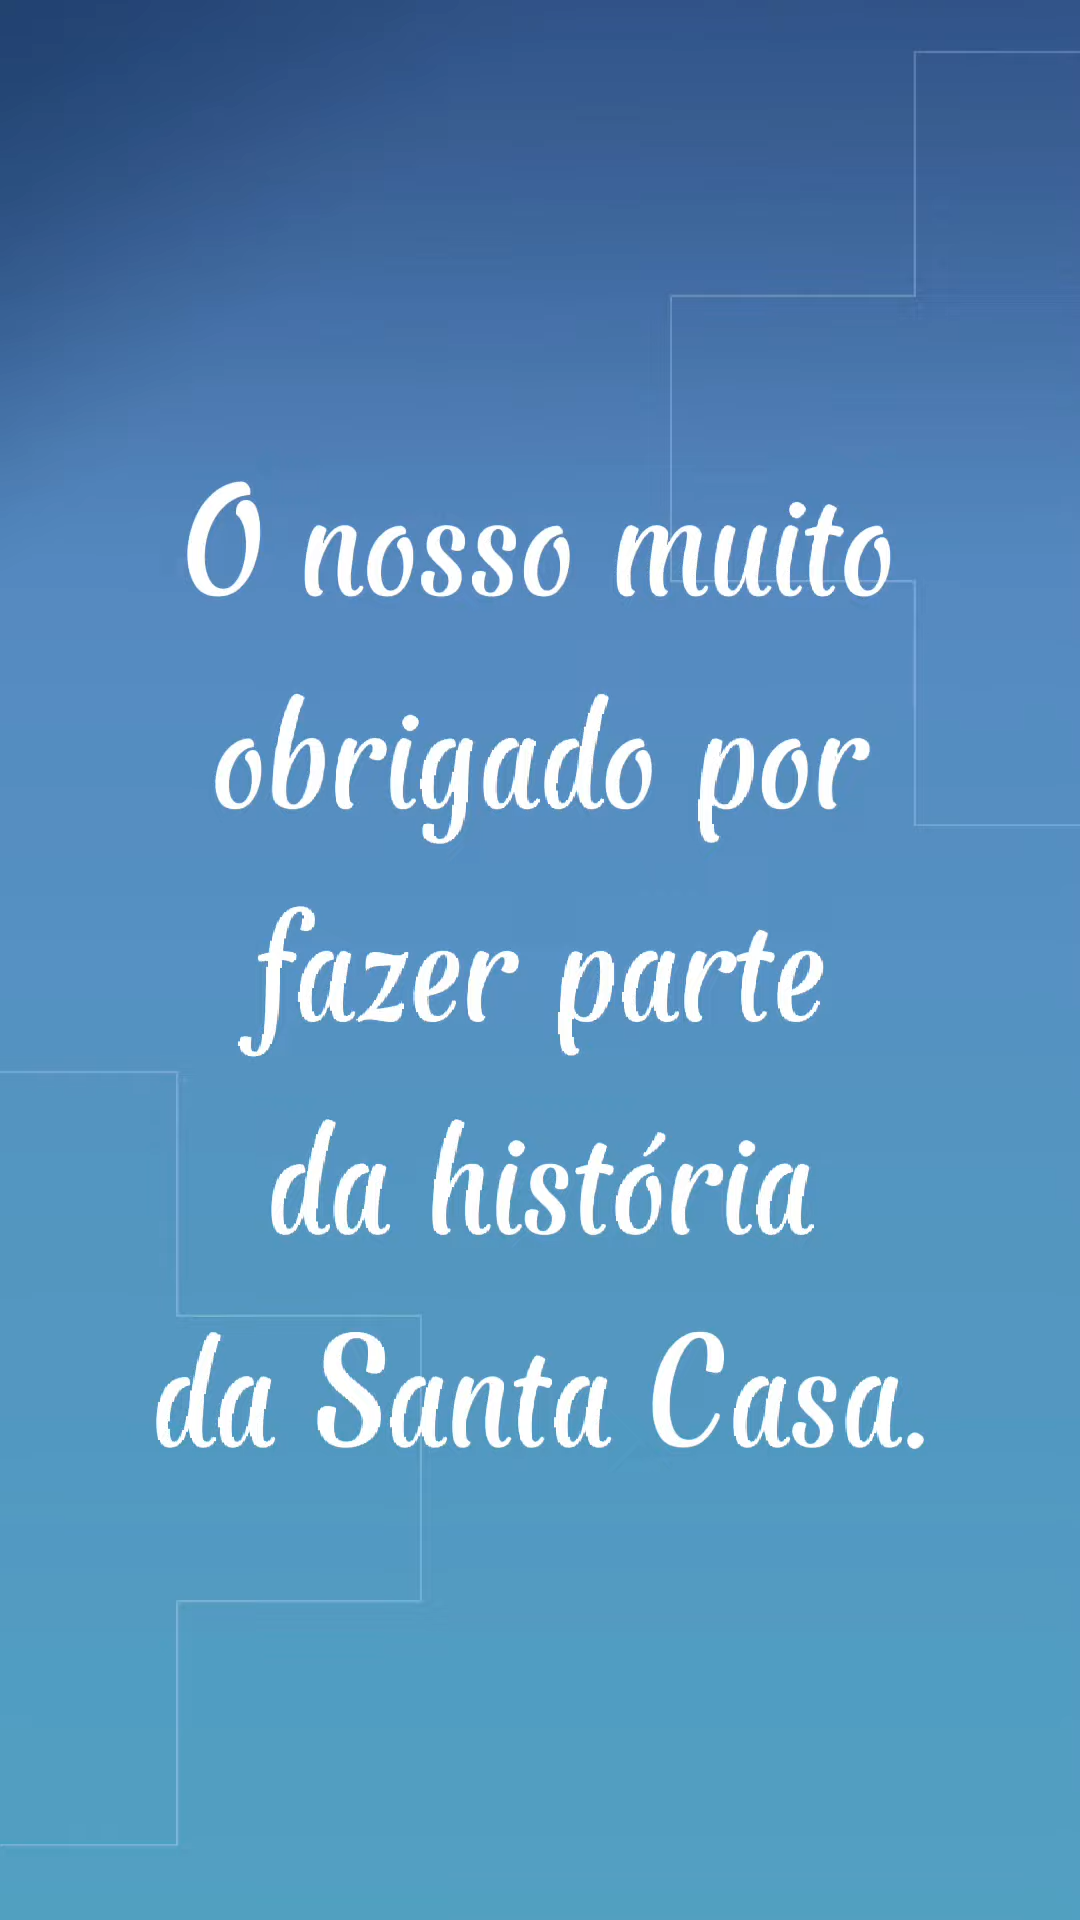 O nosso muito
obrigado por
fazer parte
da história
da Santa Casa.